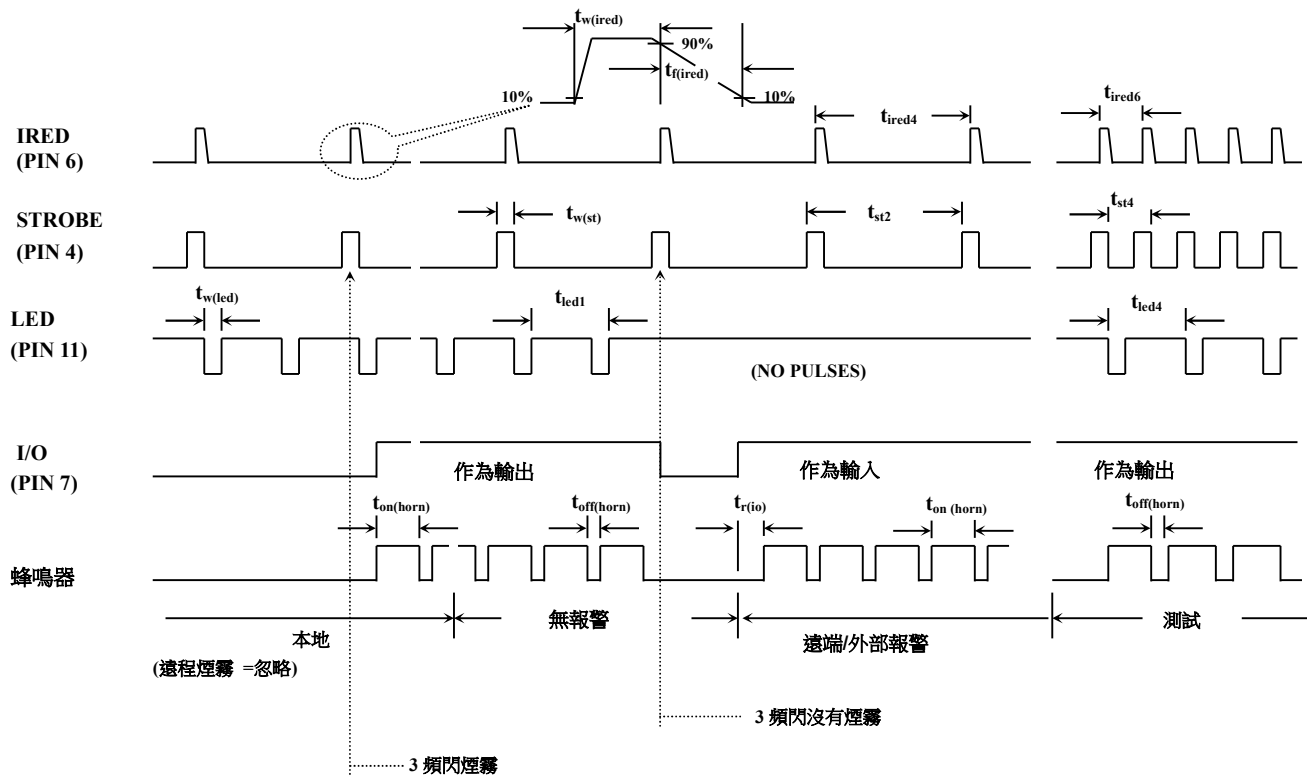 tw(ired)
90%
tf(ired)
10%
10%
IRED
(PIN 6)
tired4
tired6
STROBE
(PIN 4)
tw(st)
tst2
tst4
LED
(PIN 11)
tw(led)
tled1
(NO PULSES)
tled4
I/O
(PIN 7)
作為輸出
作為輸入
作為輸出
ton(horn)
toff(horn)
tr(io)
ton (horn)
toff(horn)
蜂鳴器
本地
(遠程煙霧 =忽略)
無報警
遠端/外部報警
測試
3 頻閃沒有煙霧
3 頻閃煙霧